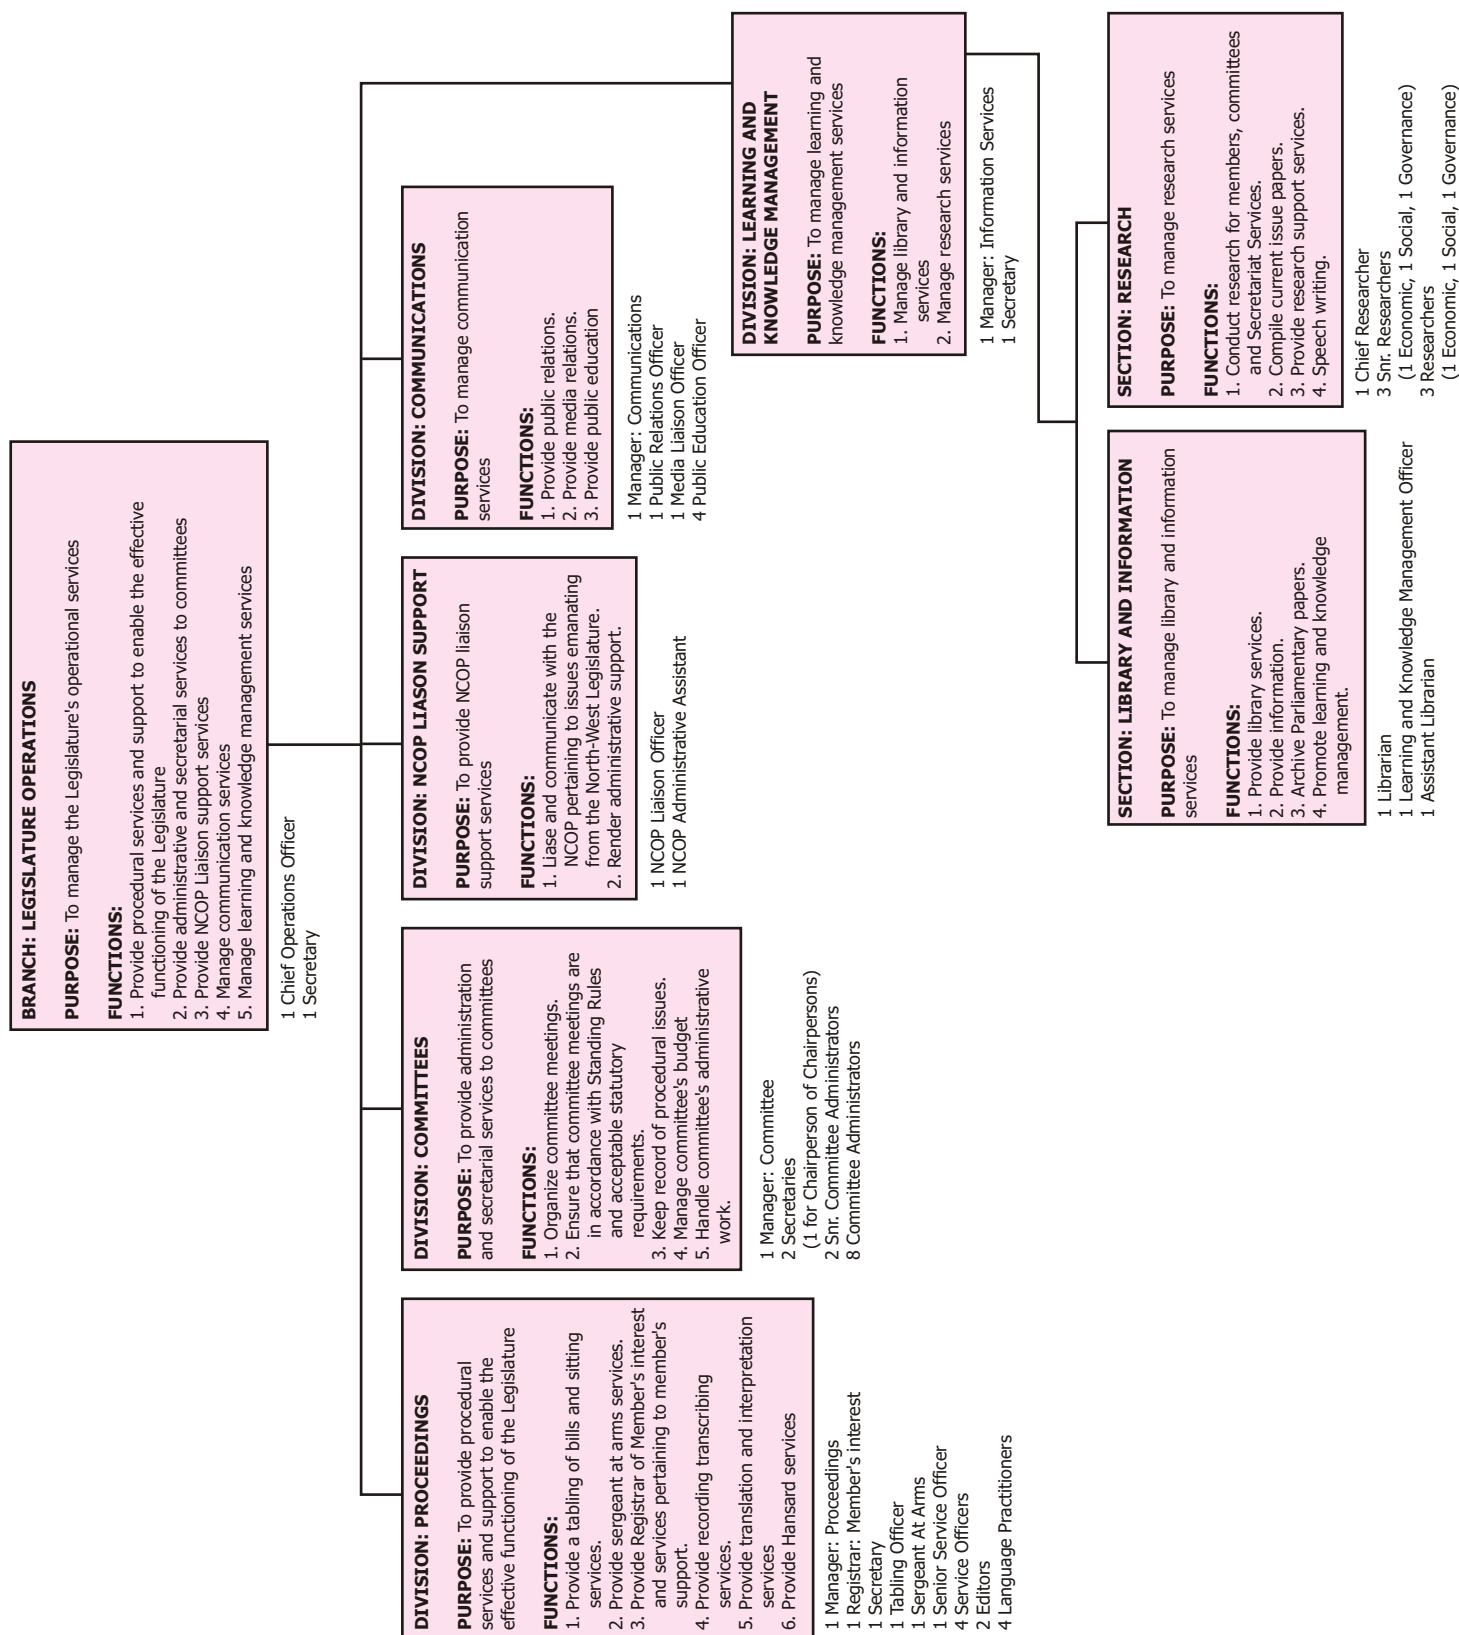 BRANCH: LEGISLATURE OPERATIONS
PURPOSE: To manage the Legislature's operational services
FUNCTIONS:
1. Provide procedural services and support to enable the effective
functioning of the Legislature
2. Provide administrative and secretarial services to committees
3. Provide NCOP Liaison support services
4. Manage communication services
5. Manage learning and knowledge management services
1 Chief Operations Officer
1 Secretary
DIVISION: PROCEEDINGS
PURPOSE: To provide procedural
services and support to enable the
effective functioning of the Legislature
FUNCTIONS:
1. Provide a tabling of bills and sitting
services.
2. Provide sergeant at arms services.
3. Provide Registrar of Member's interest
and services pertaining to member's
support.
4. Provide recording transcribing
services.
5. Provide translation and interpretation
services
6. Provide Hansard services
1 Manager: Proceedings
1 Registrar: Member's interest
1 Secretary
1 Tabling Officer
1 Sergeant At Arms
1 Senior Service Officer
4 Service Officers
2 Editors
4 Language Practitioners
DIVISION: COMMITTEES
PURPOSE: To provide administration
and secretarial services to committees
FUNCTIONS:
1. Organize committee meetings.
2. Ensure that committee meetings are
in accordance with Standing Rules
and acceptable statutory
requirements.
3. Keep record of procedural issues.
4. Manage committee's budget
5. Handle committee's administrative
work.
1 Manager: Committee
2 Secretaries
(1 for Chairperson of Chairpersons)
2 Snr. Committee Administrators
8 Committee Administrators
DIVISION: NCOP LIASON SUPPORT
PURPOSE: To provide NCOP liaison
support services
FUNCTIONS:
1. Liase and communicate with the
NCOP pertaining to issues emanating
from the North-West Legislature.
2. Render administrative support.
1 NCOP Liaison Officer
1 NCOP Administrative Assistant
DIVISION: COMMUNICATIONS
PURPOSE: To manage communication
services
FUNCTIONS:
1. Provide public relations.
2. Provide media relations.
3. Provide public education
1 Manager: Communications
1 Public Relations Officer
1 Media Liaison Officer
4 Public Education Officer
DIVISION: LEARNING AND
KNOWLEDGE MANAGEMENT
PURPOSE: To manage learning and
knowledge management services
FUNCTIONS:
1. Manage library and information
services
2. Manage research services
1 Manager: Information Services
1 Secretary
SECTION: LIBRARY AND INFORMATION
PURPOSE: To manage library and information
services
FUNCTIONS:
1. Provide library services.
2. Provide information.
3. Archive Parliamentary papers.
4. Promote learning and knowledge
management.
1 Librarian
1 Learning and Knowledge Management Officer
1 Assistant Librarian
SECTION: RESEARCH
PURPOSE: To manage research services
FUNCTIONS:
1. Conduct research for members, committees
and Secretariat Services.
2. Compile current issue papers.
3. Provide research support services.
4. Speech writing.
1 Chief Researcher
3 Snr. Researchers
(1 Economic, 1 Social, 1 Governance)
3 Researchers
(1 Economic, 1 Social, 1 Governance)